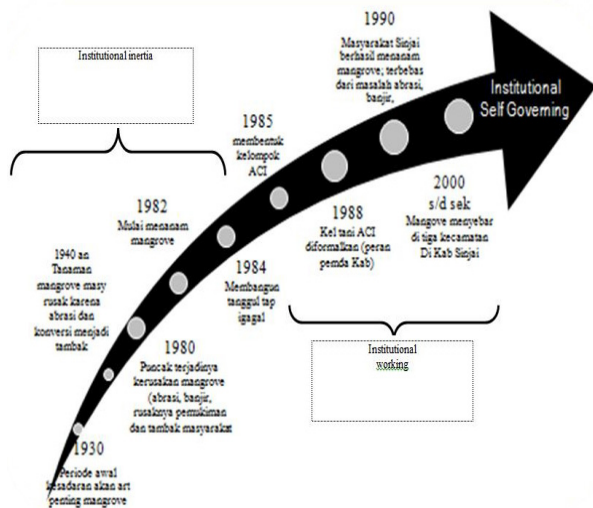 Institutional inertia
1990
Masyarakat Sinjai
berhasil menanam
mangrove; terbebas
dari masalah abrasi,
banjir,
Institutional
Self Governing
1985
membentuk
kelompok
ACI
1982
Mulai menanam
mangrove
1940 an
Tanaman
mangrove masy
rusak karena
abrasi dan
konversi menjadi
tambak
2000
s/d sek
Mangove menyebar
di tiga kecamatan
Di Kab Sinjai
1988
Kel tani ACI
diformalkan (peran
pemda Kab)
1984
Membangun
tanggul tap
igagal
1980
Puncak terjadinya
kerusakan mangrove
(abrasi, banjir,
rusaknya pemukiman
dan tambak masyarakat
Institutional
working
1930
Periode awal
kesadaran akan art
penting mangrove